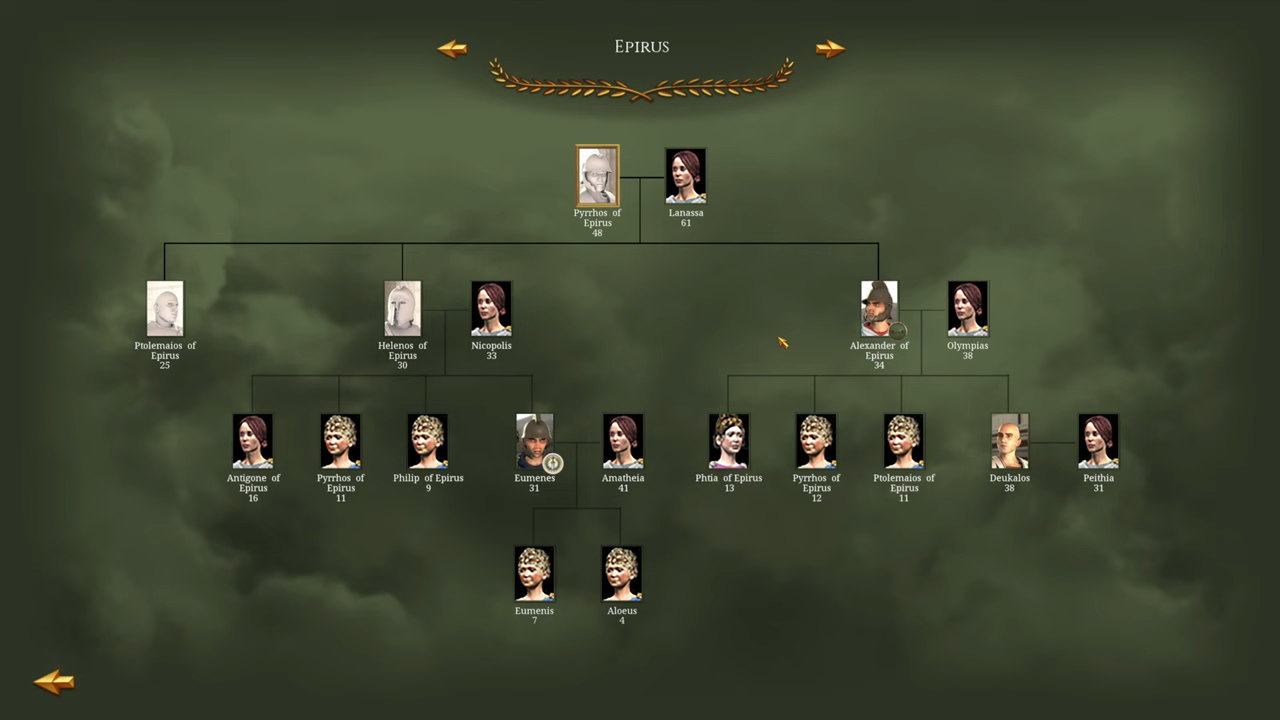 EPIRUS
Pyrrhos of
Epirus
48
Lanassa
61
Ptolemaios of
Epirus
25
Helenos of
Epirus
30
Nicopolis
33
Alexander of
Epirus
34
Olympias
38
Antigone of
Epirus
16
Pyrrhos of
Epirus
11
Philip of Epirus
9
Eumenes
31
Amatheia
41
Phtia of Epirus
13
Pyrrhos of
Epirus
12
Ptolemaios of
Epirus
11
Deukalos
38
Peithia
31
Eumenis
7
Aloeus
4